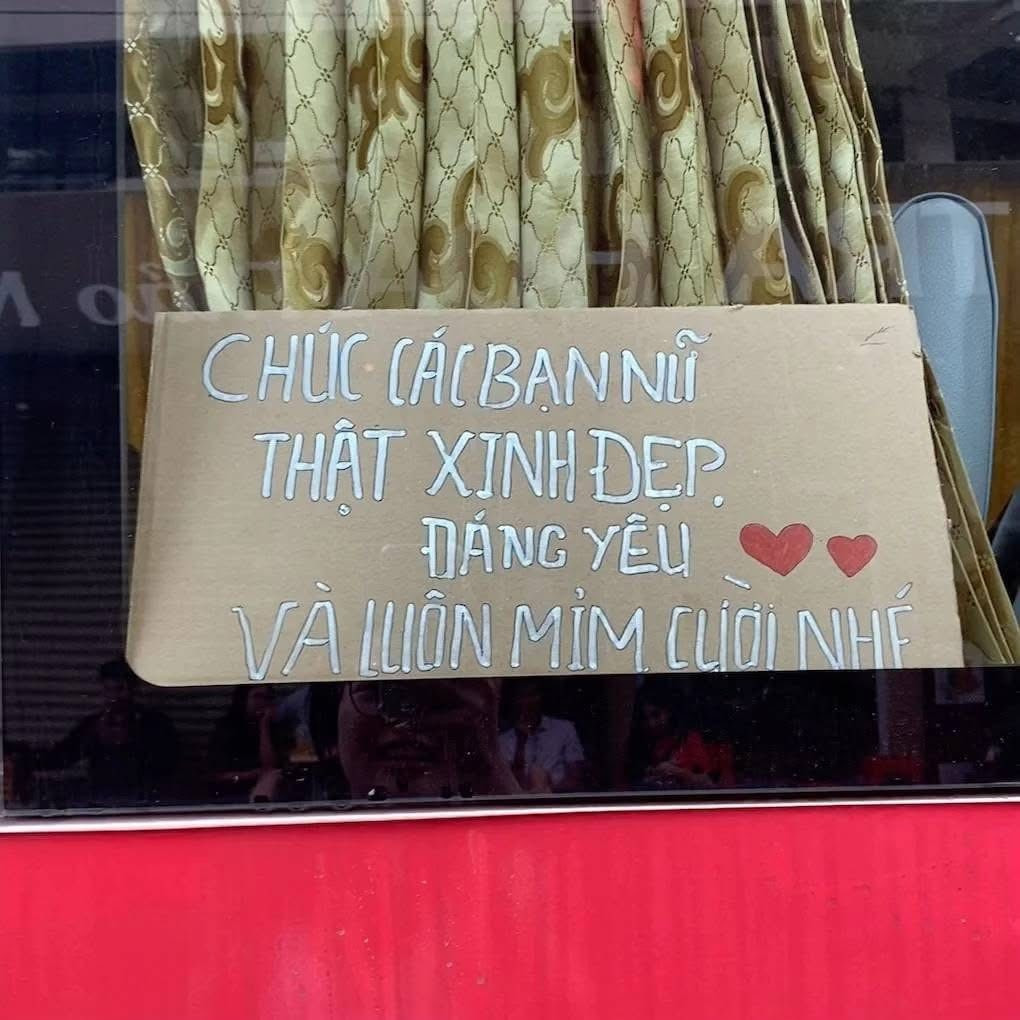 CHÚC CÁC BẠN NỮ
THẬT XINH ĐẸP.
ĐÁNG YÊU
VÀ LUÔN MỈM CƯỜI NHÉ